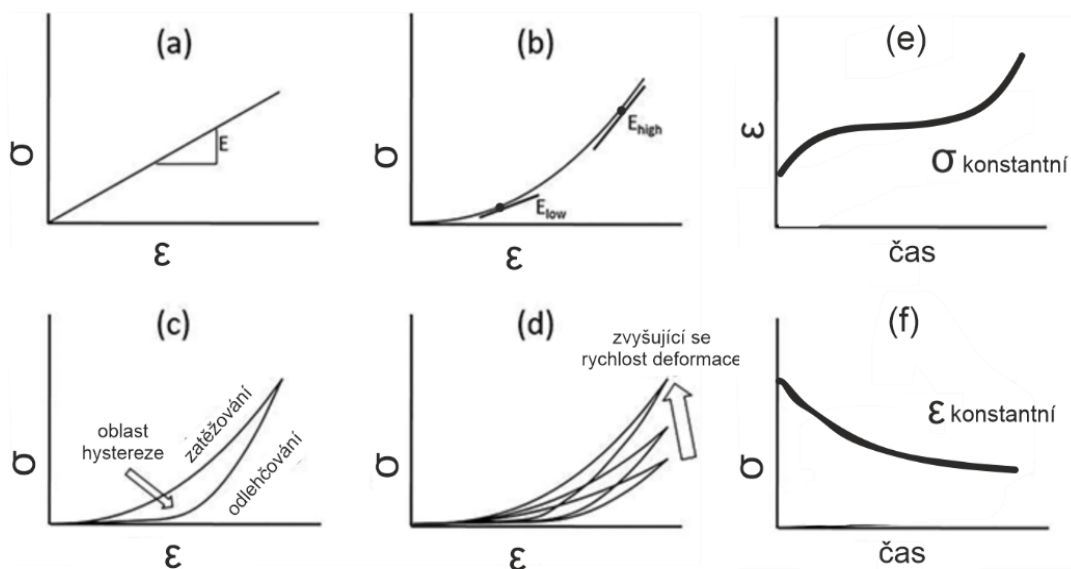 (a)
σ
E
ε
(b)
σ
E_high
E_low
ε
(e)
ε
σ konstantní
čas
(c)
σ
oblast
hystereze
zatěžování
odlehčování
ε
(d)
σ
zvyšující se
rychlost deformace
ε
(f)
σ
ε konstantní
čas